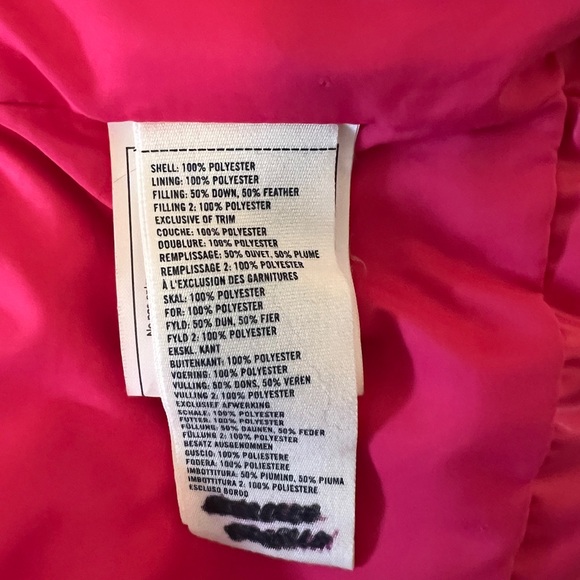 SHELL: 100% POLYESTER
LINING: 100% POLYESTER
FILLING: 50% DOWN, 50% FEATHER
FILLING 2: 100% POLYESTER
EXCLUSIVE OF TRIM
COUCHE: 100% POLYESTER
DOUBLURE: 100% POLYESTER
REMPLISSAGE: 50% DUVET, 50% PLUME
REMPLISSAGE 2: 100% POLYESTER
À L'EXCLUSION DES GARNITURES
SKAL: 100% POLYESTER
FOR: 100% POLYESTER
FYLD: 50% DUN, 50% FJER
FYLD 2: 100% POLYESTER
EKSKL. KANT
BUITENKANT: 100% POLYESTER
VOERING: 100% POLYESTER
VULLING: 50% DONS, 50% VEREN
VULLING 2: 100% POLYESTER
EXCLUSIEF AFWERKING
SCHALE: 100% POLYESTER
FUTTER: 100% POLYESTER
FÜLLUNG: 50% DAUNEN, 50% FEDER
FÜLLUNG 2: 100% POLYESTER
BESATZ AUSGENOMMEN
GUSCIO: 100% POLIESTERE
FODERA: 100% POLIESTERE
IMBOTTITURA: 50% PIUMINO, 50% PIUMA
IMBOTTITURA 2: 100% POLIESTERE
ESCLUSO BORDO